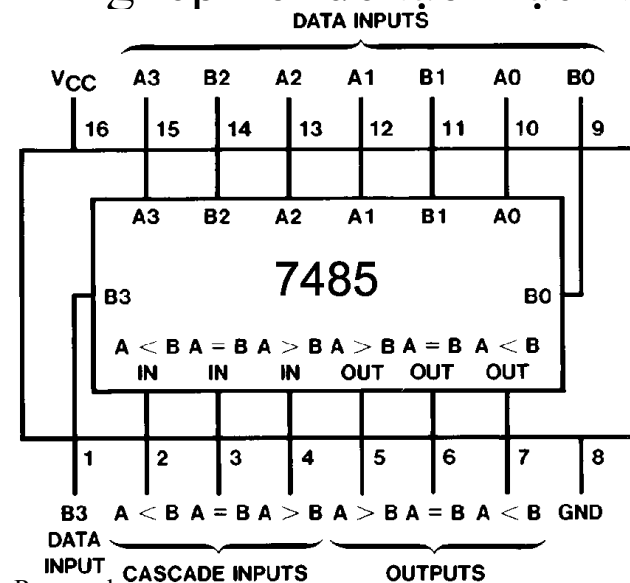 DATA INPUTS
VCC A3 B2 A2 A1 B1 A0 B0
16 15 14 13 12 11 10 9
A3 B2 A2 A1 B1 A0
7485
B3 B0
A < B A = B A > B A > B A = B A < B
IN IN IN OUT OUT OUT
1 2 3 4 5 6 7 8
B3 A < B A = B A > B A > B A = B A < B GND
DATA
INPUT
CASCADE INPUTS OUTPUTS